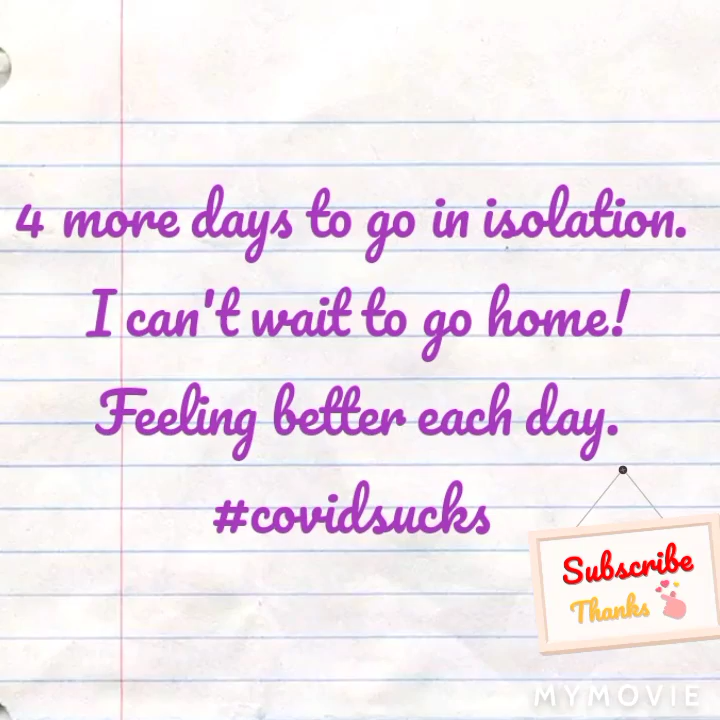 4 more days to go in isolation.
I can't wait to go home!
Feeling better each day.
#covidsucks
Subscribe
Thanks
MYMOVIE